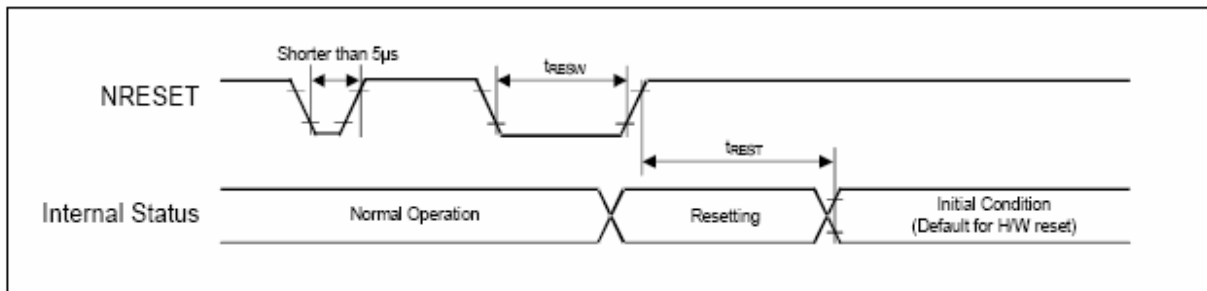 Shorter than 5µs
tRESW
NRESET
tREST
Internal Status
Normal Operation
Resetting
Initial Condition
(Default for H/W reset)